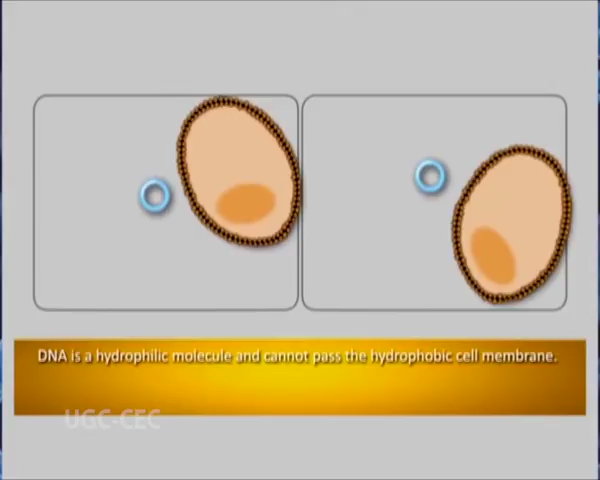 DNA is a hydrophilic molecule and cannot pass the hydrophobic cell membrane.
UGC-CEC